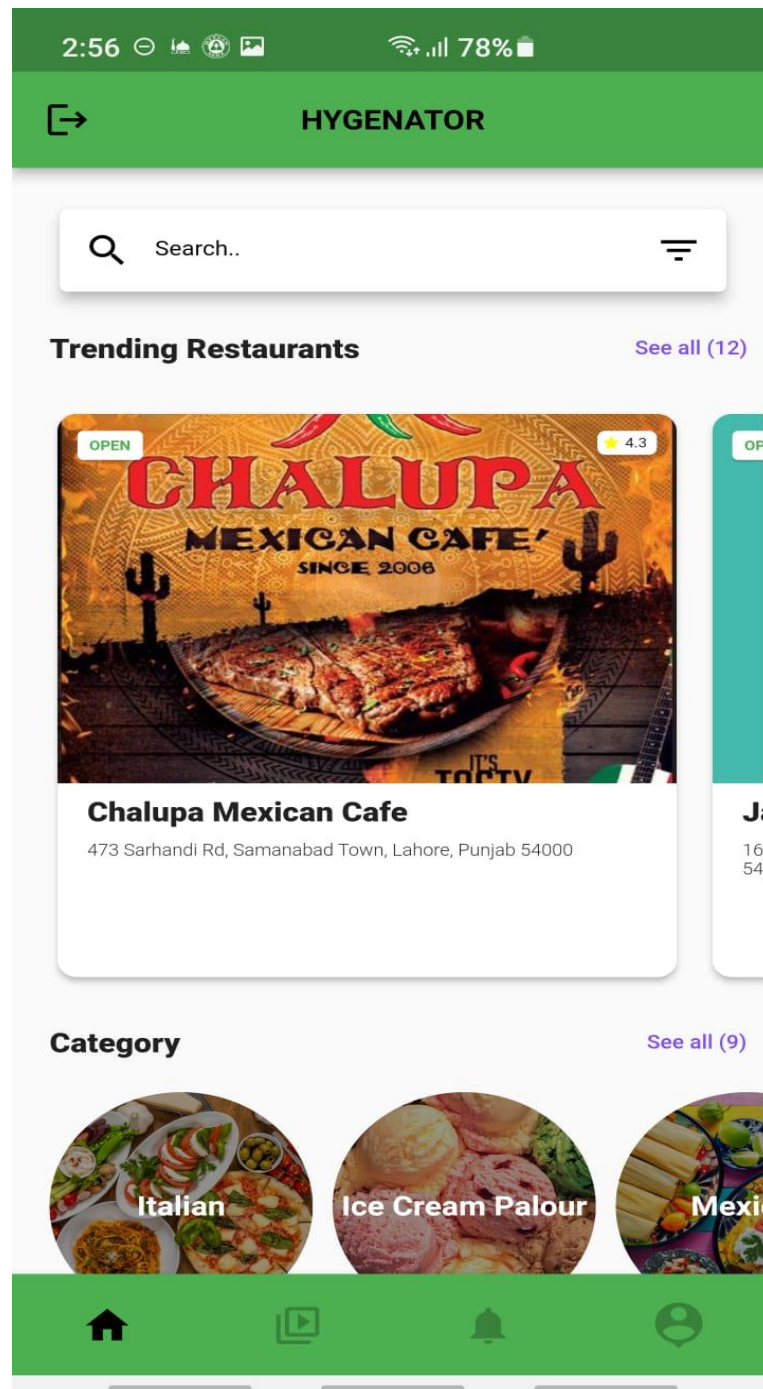 2:56 78%
HYGENATOR
Search..
Trending Restaurants
See all (12)
OPEN
4.3
CHALUPA
MEXICAN CAFE'
SINCE 2006
IT'S
Chalupa Mexican Cafe
473 Sarhandi Rd, Samanabad Town, Lahore, Punjab 54000
Category
See all (9)
Italian
Ice Cream Palour